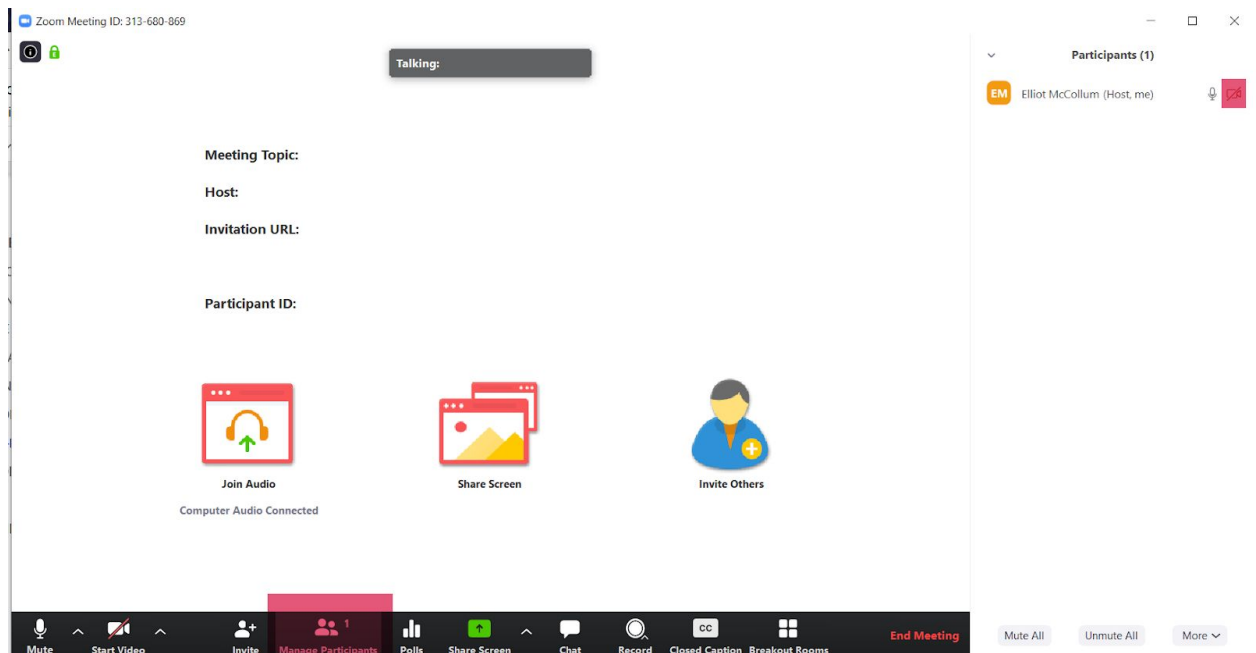 Zoom Meeting ID: 313-680-869
Talking:
Participants (1)
EM Elliot McCollum (Host, me)
Meeting Topic:
Host:
Invitation URL:
Participant ID:
Join Audio
Share Screen
Invite Others
Computer Audio Connected
1
Mute
Start Video
Invite
Manage Participants
Polls
Share Screen
Chat
Record
CC
Closed Caption
Breakout Rooms
End Meeting
Mute All
Unmute All
More